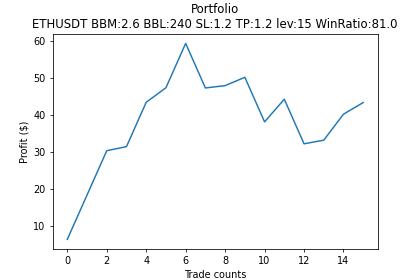 Portfolio
ETHUSDT BBM:2.6 BBL:240 SL:1.2 TP:1.2 lev:15 WinRatio:81.0
60
50
40
30
20
10
Profit ($)
0 2 4 6 8 10 12 14
Trade counts